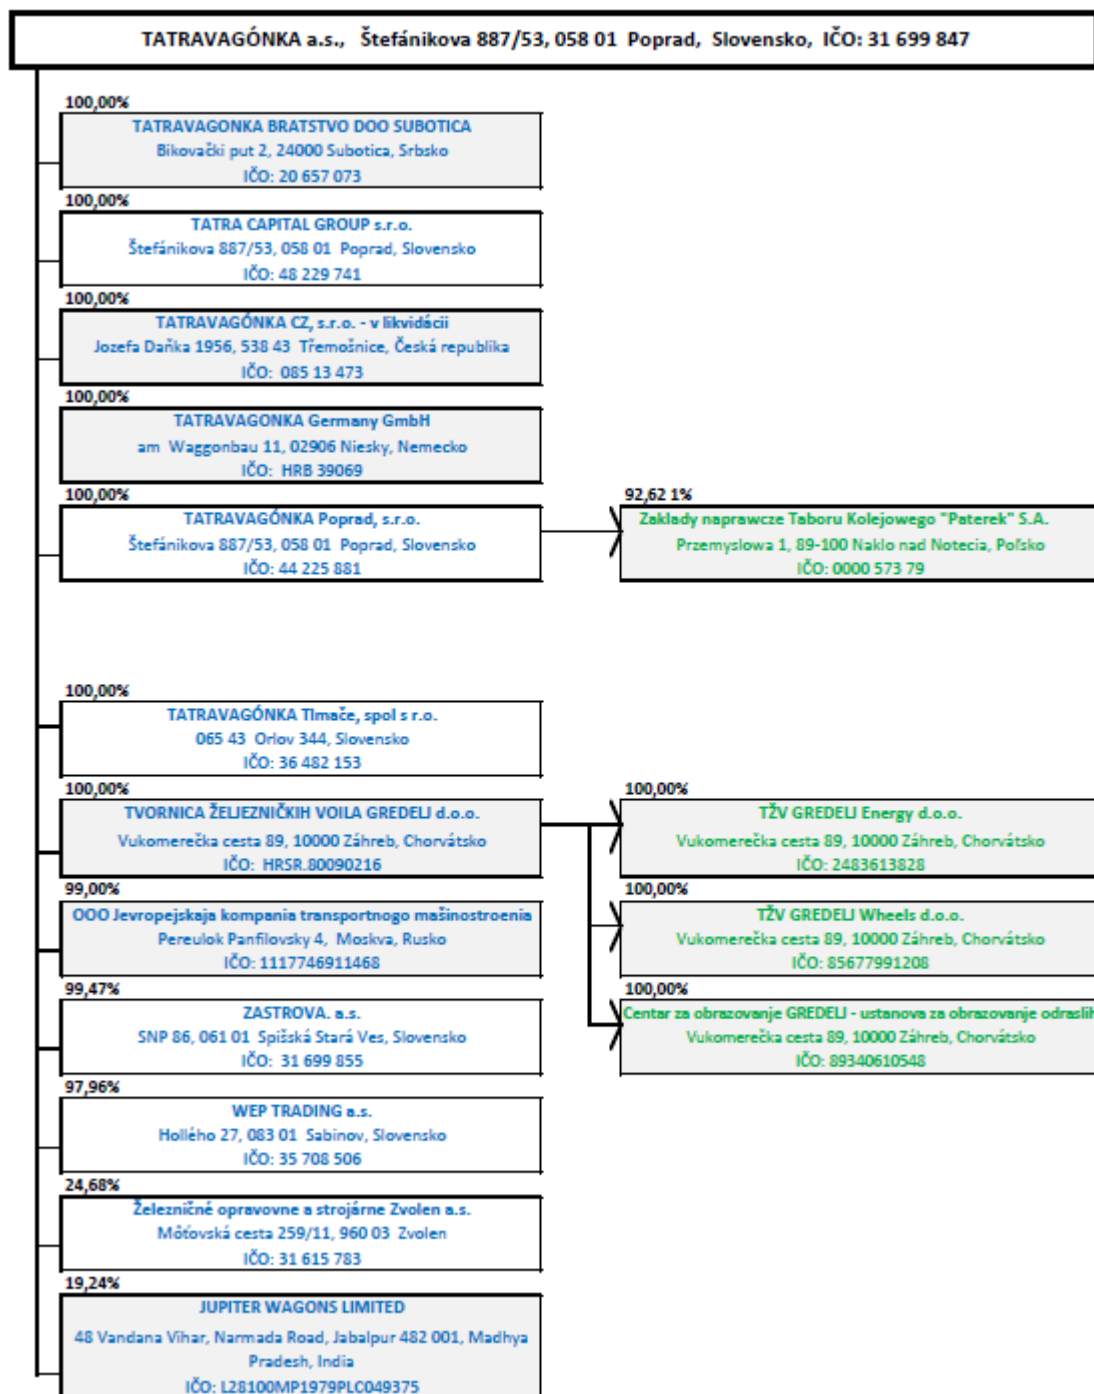 TATRAVAGÓNKA a.s., Štefánikova 887/53, 058 01 Poprad, Slovensko, IČO: 31 699 847
100,00%
TATRAVAGONKA BRATSTVO DOO SUBOTICA
Bikovački put 2, 24000 Subotica, Srbsko
IČO: 20 657 073
100,00%
TATRA CAPITAL GROUP s.r.o.
Štefánikova 887/53, 058 01 Poprad, Slovensko
IČO: 48 229 741
100,00%
TATRAVAGÓNKA CZ, s.r.o. - v likvidácii
Jozefa Daňka 1956, 538 43 Třemošnice, Česká republika
IČO: 085 13 473
100,00%
TATRAVAGONKA Germany GmbH
am Waggonbau 11, 02906 Niesky, Nemecko
IČO: HRB 39069
100,00%
TATRAVAGÓNKA Poprad, s.r.o.
Štefánikova 887/53, 058 01 Poprad, Slovensko
IČO: 44 225 881
92,62 1%
Zaklady naprawcze Taboru Kolejowego "Paterek" S.A.
Przemyslowa 1, 89-100 Naklo nad Notecia, Poľsko
IČO: 0000 573 79
100,00%
TATRAVAGÓNKA Tlmače, spol s r.o.
065 43 Orlov 344, Slovensko
IČO: 36 482 153
100,00%
TVORNICA ŽELJEZNIČKIH VOILA GREDELJ d.o.o.
Vukomerečka cesta 89, 10000 Záhreb, Chorvátsko
IČO: HRSR.80090216
100,00%
TŽV GREDELJ Energy d.o.o.
Vukomerečka cesta 89, 10000 Záhreb, Chorvátsko
IČO: 2483613828
99,00%
OOO Jevropejskaja kompania transportnogo mašinostroenia
Pereulok Panfilovsky 4, Moskva, Rusko
IČO: 1117746911468
100,00%
TŽV GREDELJ Wheels d.o.o.
Vukomerečka cesta 89, 10000 Záhreb, Chorvátsko
IČO: 85677991208
99,47%
ZASTROVA. a.s.
SNP 86, 061 01 Spišská Stará Ves, Slovensko
IČO: 31 699 855
100,00%
Centar za obrazovanje GREDELJ - ustanova za obrazovanje odraslih
Vukomerečka cesta 89, 10000 Záhreb, Chorvátsko
IČO: 89340610548
97,96%
WEP TRADING a.s.
Hollého 27, 083 01 Sabinov, Slovensko
IČO: 35 708 506
24,68%
Železničné opravovne a strojárne Zvolen a.s.
Môťovská cesta 259/11, 960 03 Zvolen
IČO: 31 615 783
19,24%
JUPITER WAGONS LIMITED
48 Vandana Vihar, Narmada Road, Jabalpur 482 001, Madhya
Pradesh, India
IČO: L28100MP1979PLC049375